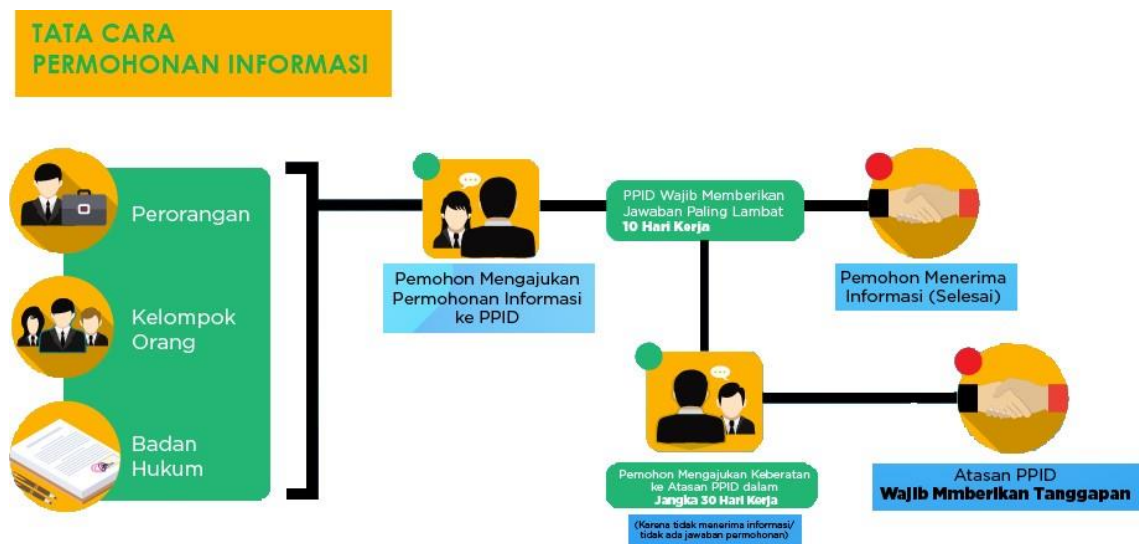 TATA CARA
PERMOHONAN INFORMASI
Perorangan
Kelompok
Orang
Badan
Hukum
Pemohon Mengajukan
Permohonan Informasi
ke PPID
PPID Wajib Memberikan
Jawaban Paling Lambat
10 Hari Kerja
Pemohon Menerima
Informasi (Selesai)
Pemohon Mengajukan Keberatan
ke Atasan PPID dalam
Jangka 30 Hari Kerja
(Karena tidak menerima informasi/
tidak ada jawaban permohonan)
Atasan PPID
Wajib Mmberikan Tanggapan